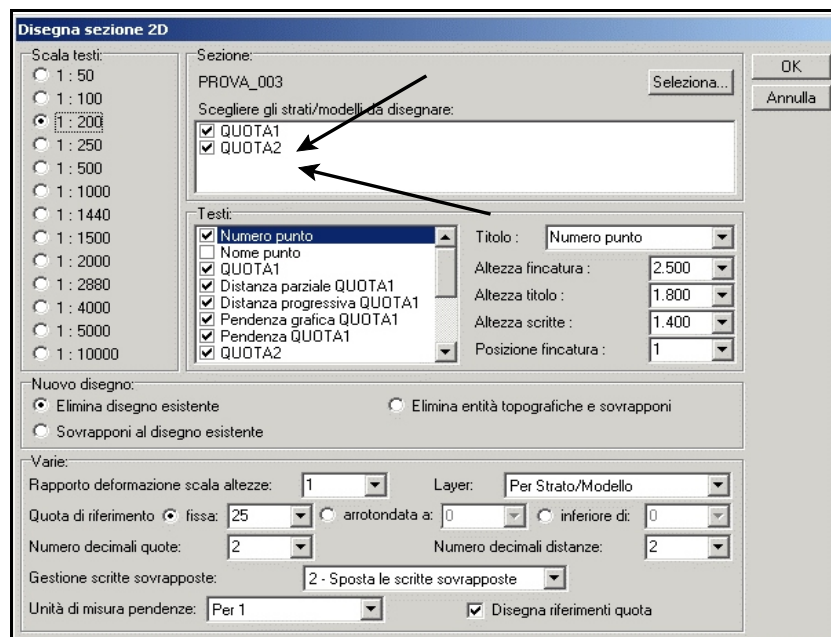 Disegna sezione 2D
Scala testi:
1 : 50
1 : 100
1 : 200
1 : 250
1 : 500
1 : 1000
1 : 1440
1 : 1500
1 : 2000
1 : 2880
1 : 4000
1 : 5000
1 : 10000
Sezione:
PROVA_003
Seleziona...
Scegliere gli strati/modelli da disegnare:
QUOTA1
QUOTA2
OK
Annulla
Testi:
Numero punto
Nome punto
QUOTA1
Distanza parziale QUOTA1
Distanza progressiva QUOTA1
Pendenza grafica QUOTA1
Pendenza QUOTA1
QUOTA2
Titolo : Numero punto
Altezza fincatura : 2.500
Altezza titolo : 1.800
Altezza scritte : 1.400
Posizione fincatura : 1
Nuovo disegno:
Elimina disegno esistente
Elimina entità topografiche e sovrapponi
Sovrapponi al disegno esistente
Varie:
Rapporto deformazione scala altezze: 1 Layer: Per Strato/Modello
Quota di riferimento fissa: 25 arrotondata a: 0 inferiore di: 0
Numero decimali quote: 2 Numero decimali distanze: 2
Gestione scritte sovrapposte: 2 - Sposta le scritte sovrapposte
Unità di misura pendenze: Per 1 Disegna riferimenti quota